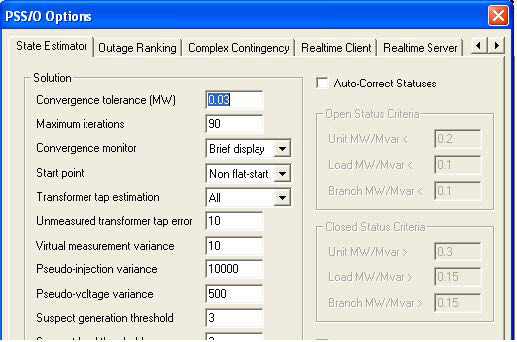 PSS/O Options
State Estimator Outage Ranking Complex Contingency Realtime Client Realtime Server
Solution
Convergence tolerance (MW) 0.03
Maximum iterations 90
Convergence monitor Brief display
Start point Non flat-start
Transformer tap estimation All
Unmeasured transformer tap error 10
Virtual measurement variance 10
Pseudo-injection variance 10000
Pseudo-voltage variance 500
Suspect generation threshold 3
Auto-Correct Statuses
Open Status Criteria
Unit MW/Mvar < 0.2
Load MW/Mvar < 0.1
Branch MW/Mvar < 0.1
Closed Status Criteria
Unit MW/Mvar > 0.3
Load MW/Mvar > 0.15
Branch MW/Mvar > 0.15